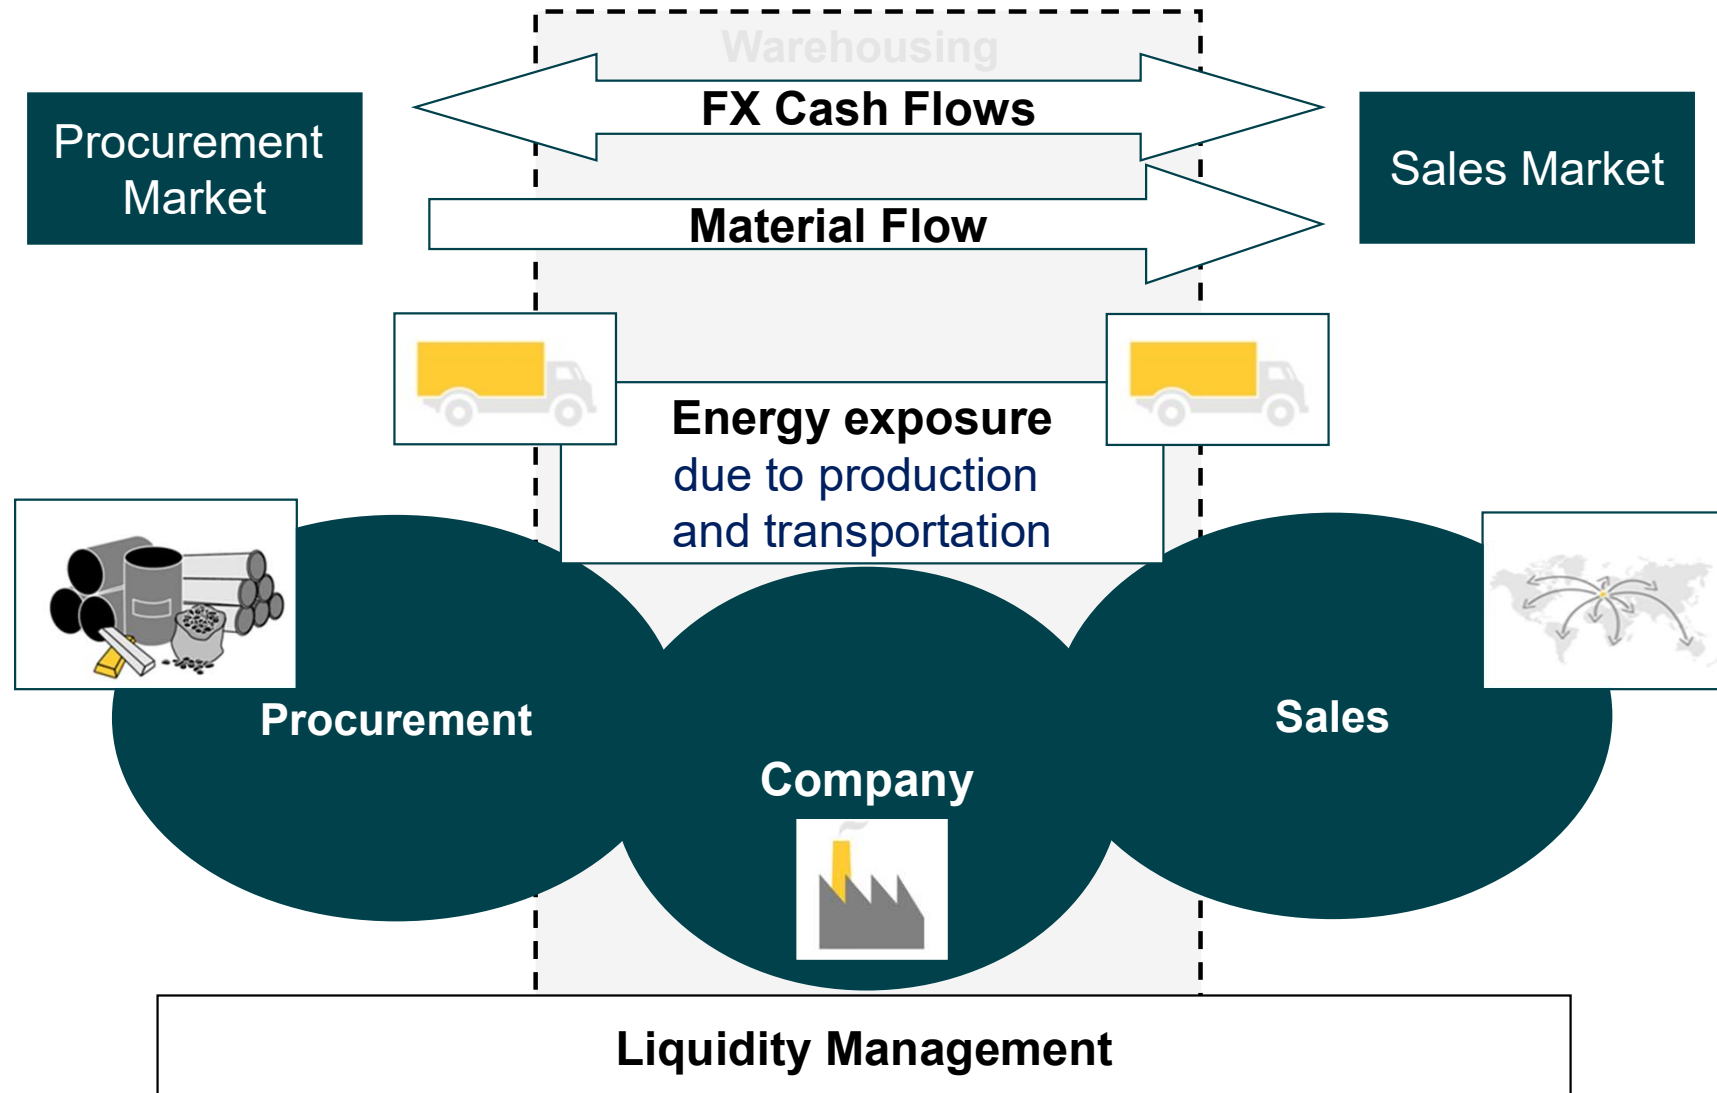 Warehousing
FX Cash Flows
Procurement
Market
Sales Market
Material Flow
Energy exposure
due to production
and transportation
Procurement
Sales
Company
Liquidity Management